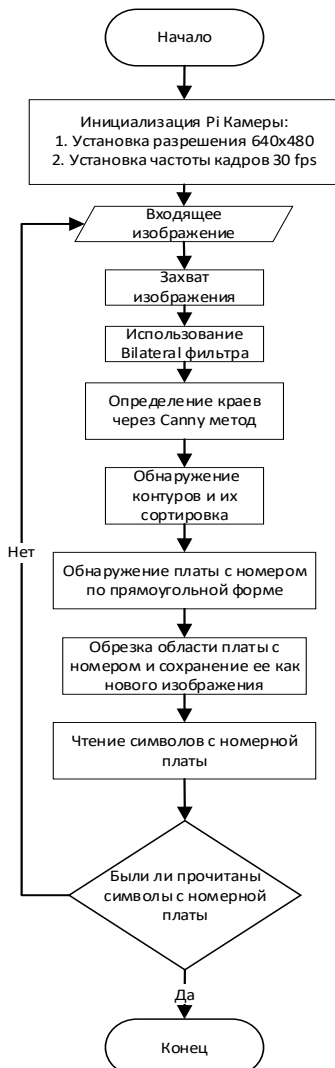 Начало
Инициализация Pi Камеры:
1. Установка разрешения 640x480
2. Установка частоты кадров 30 fps
Входящее
изображение
Захват
изображения
Использование
Bilateral фильтра
Определение краев
через Canny метод
Обнаружение
контуров и их
сортировка
Нет
Обнаружение платы с номером
по прямоугольной форме
Обрезка области платы с
номером и сохранение ее как
нового изображения
Чтение символов с номерной
платы
Были ли прочитаны
символы с номерной
платы
Да
Конец